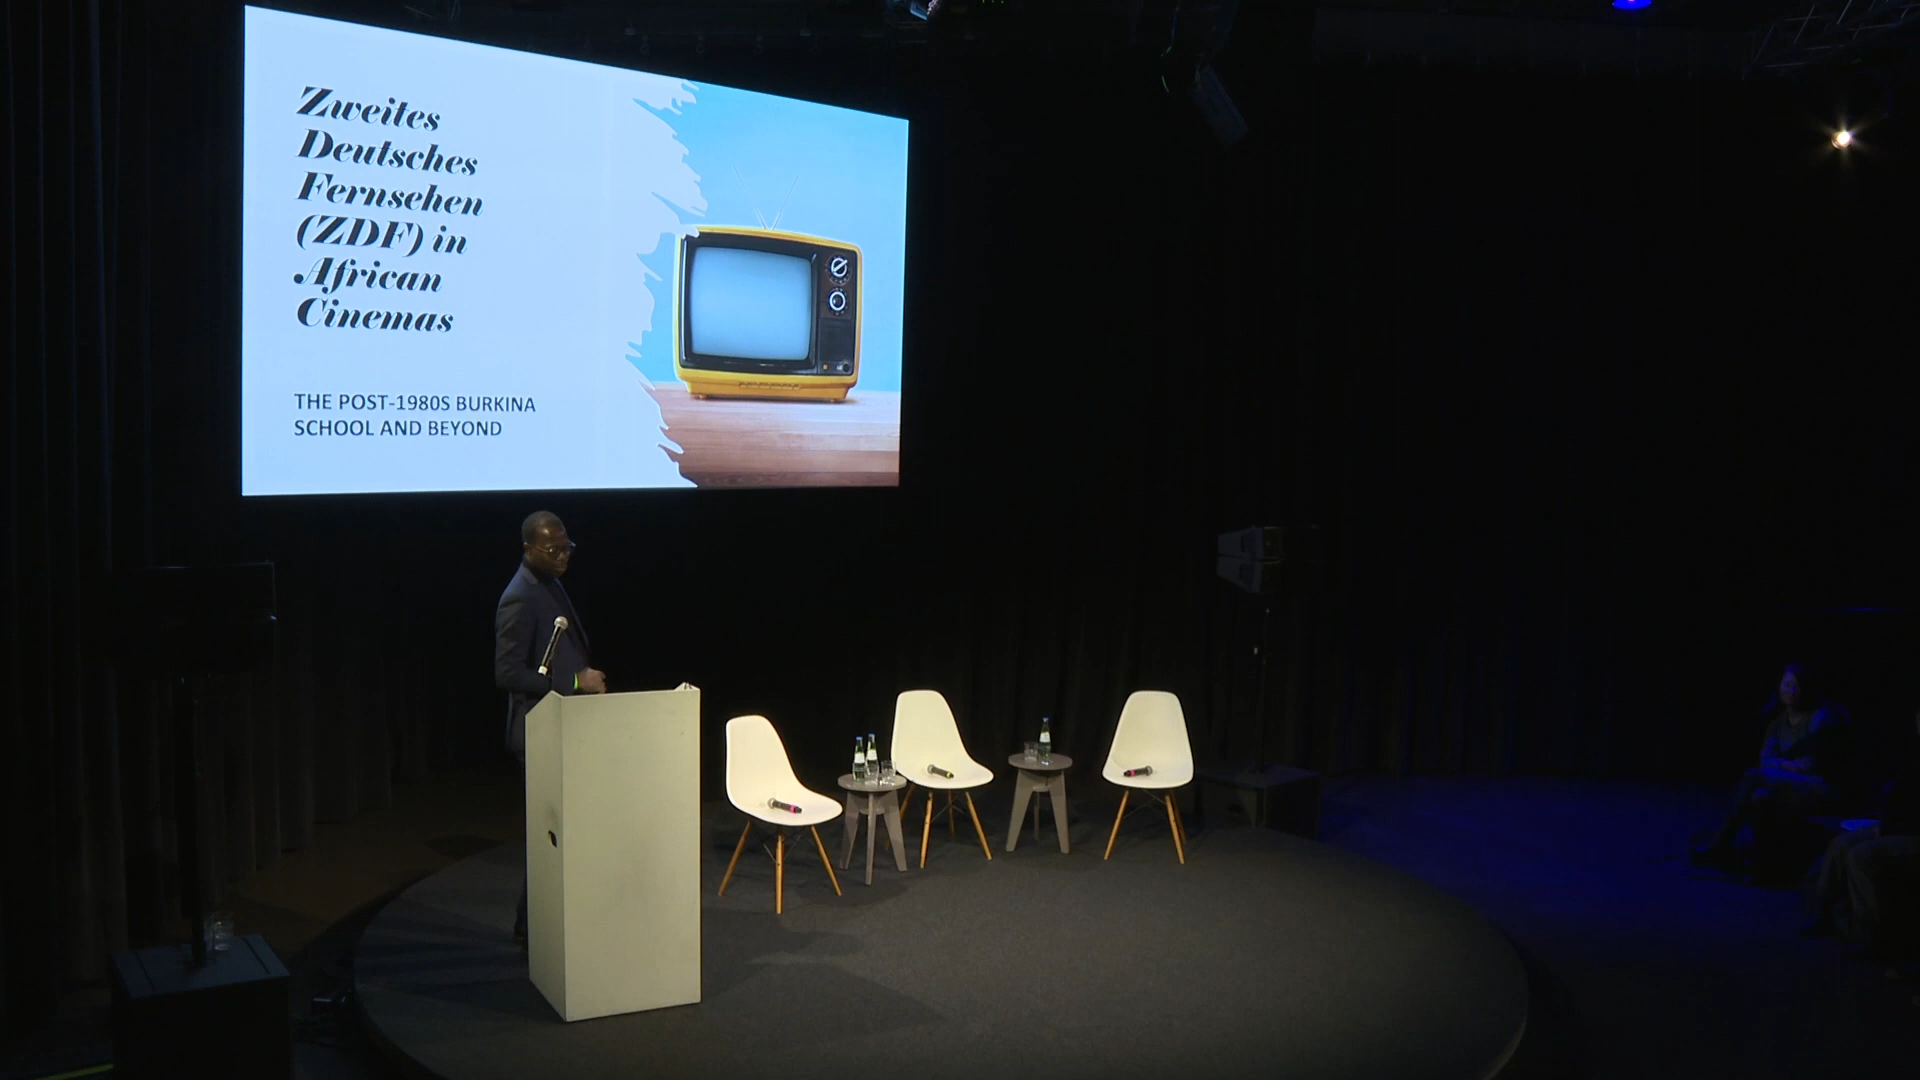 Zweites
Deutsches
Fernsehen
(ZDF) in
African
Cinemas
THE POST-1980S BURKINA
SCHOOL AND BEYOND